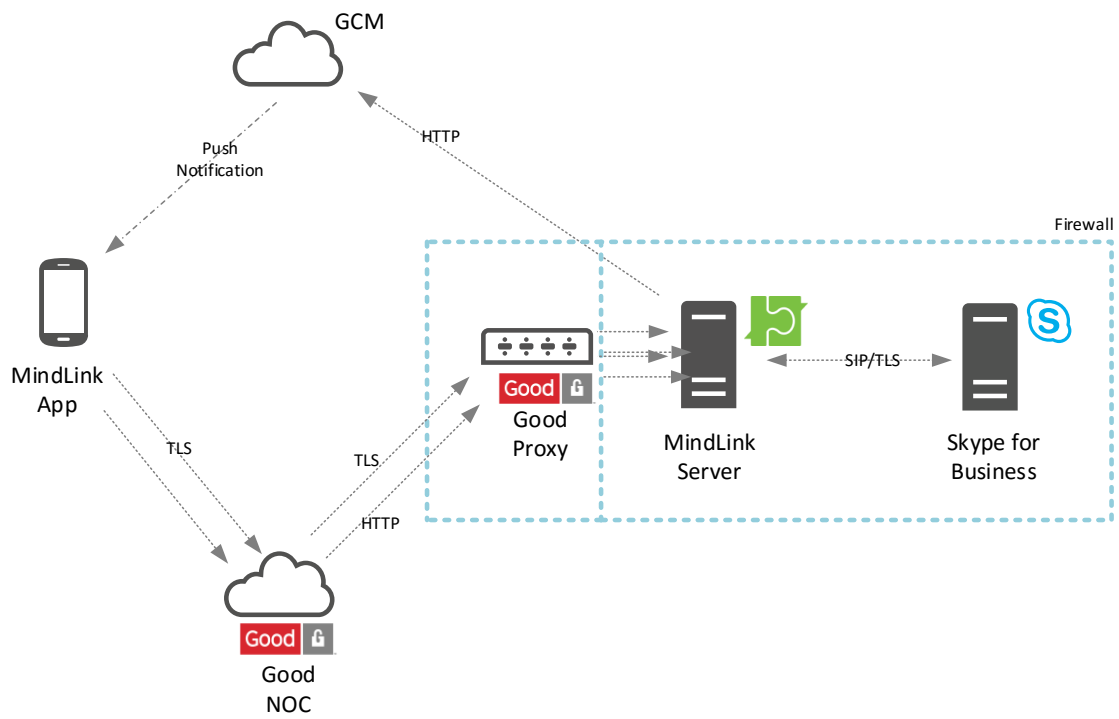 GCM
HTTP
Push
Notification
Firewall
MindLink
App
TLS
TLS
HTTP
Good
Good
Proxy
MindLink
Server
SIP/TLS
S
Skype for
Business
Good
Good
NOC